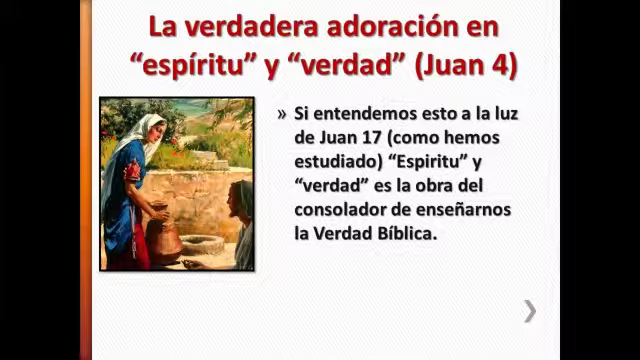 La verdadera adoración en
“espíritu” y “verdad” (Juan 4)
» Si entendemos esto a la luz
de Juan 17 (como hemos
estudiado) “Espiritu” y
“verdad” es la obra del
consolador de enseñarnos
la Verdad Bíblica.